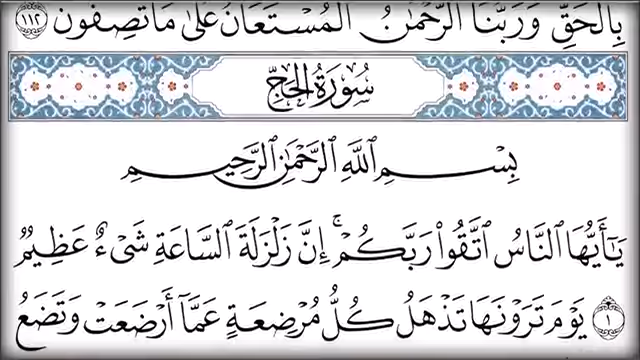 بِالْحَقِّ وَرَبُّنَا الرَّحْمَٰنُ الْمُسْتَعَانُ عَلَىٰ مَا تَصِفُونَ ١١٢
سُورَةُ الْحَجِّ
بِسْمِ اللَّهِ الرَّحْمَٰنِ الرَّحِيمِ
يَا أَيُّهَا النَّاسُ اتَّقُوا رَبَّكُمْ ۚ إِنَّ زَلْزَلَةَ السَّاعَةِ شَيْءٌ عَظِيمٌ
١ يَوْمَ تَرَوْنَهَا تَذْهَلُ كُلُّ مُرْضِعَةٍ عَمَّا أَرْضَعَتْ وَتَضَعُ